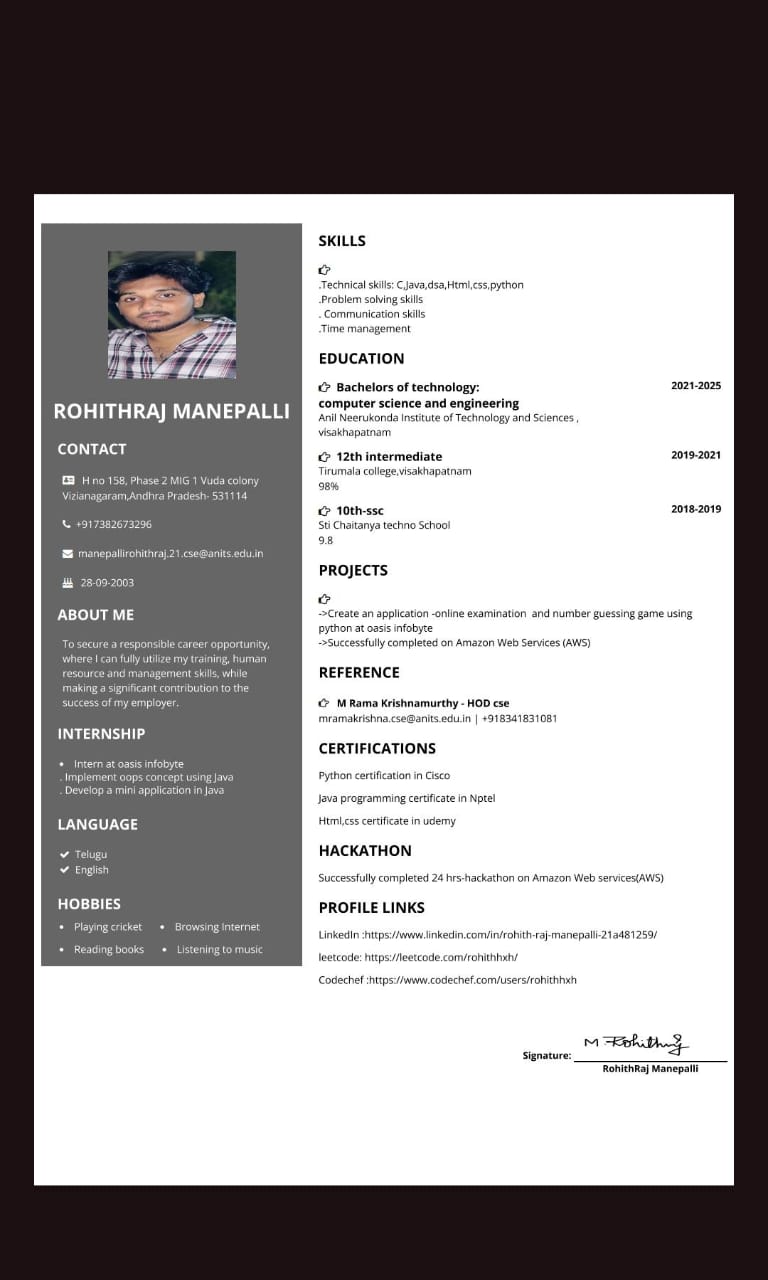 ROHITHRAJ MANEPALLI
CONTACT
H no 158, Phase 2 MIG 1 Vuda colony
Vizianagaram,Andhra Pradesh- 531114
+917382673296
manepallirohithraj.21.cse@anits.edu.in
28-09-2003
ABOUT ME
To secure a responsible career opportunity,
where I can fully utilize my training, human
resource and management skills, while
making a significant contribution to the
success of my employer.
INTERNSHIP
• Intern at oasis infobyte
. Implement oops concept using Java
. Develop a mini application in Java
LANGUAGE
✔ Telugu
✔ English
HOBBIES
• Playing cricket • Browsing Internet
• Reading books • Listening to music
SKILLS
.Technical skills: C,Java,dsa,Html,css,python
.Problem solving skills
. Communication skills
.Time management
EDUCATION
Bachelors of technology: 2021-2025
computer science and engineering
Anil Neerukonda Institute of Technology and Sciences ,
visakhapatnam
12th intermediate 2019-2021
Tirumala college,visakhapatnam
98%
10th-ssc 2018-2019
Sti Chaitanya techno School
9.8
PROJECTS
->Create an application -online examination and number guessing game using
python at oasis infobyte
->Successfully completed on Amazon Web Services (AWS)
REFERENCE
M Rama Krishnamurthy - HOD cse
mramakrishna.cse@anits.edu.in | +918341831081
CERTIFICATIONS
Python certification in Cisco
Java programming certificate in Nptel
Html,css certificate in udemy
HACKATHON
Successfully completed 24 hrs-hackathon on Amazon Web services(AWS)
PROFILE LINKS
LinkedIn :https://www.linkedin.com/in/rohith-raj-manepalli-21a481259/
leetcode: https://leetcode.com/rohithhxh/
Codechef :https://www.codechef.com/users/rohithhxh
M
Signature:
RohithRaj Manepalli